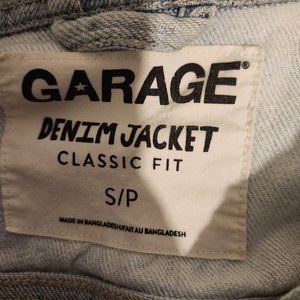 GARAGE®
DENIM JACKET
CLASSIC FIT
S/P
MADE IN BANGLADESH/FAIT AU BANGLADESH